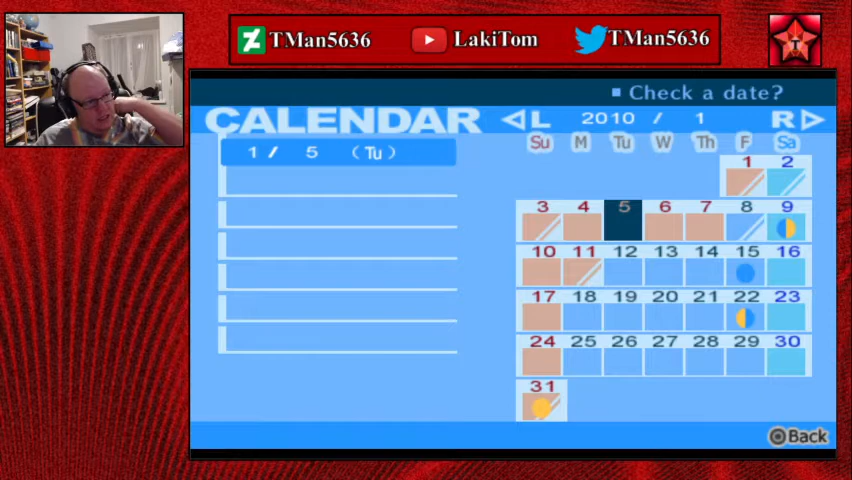 TMan5636 LakiTom TMan5636
T
Check a date?
CALENDAR L 2010 / 1 R
1 / 5 (Tu)
Su M Tu W Th F Sa
1 2
3 4 5 6 7 8 9
10 11 12 13 14 15 16
17 18 19 20 21 22 23
24 25 26 27 28 29 30
31
Back